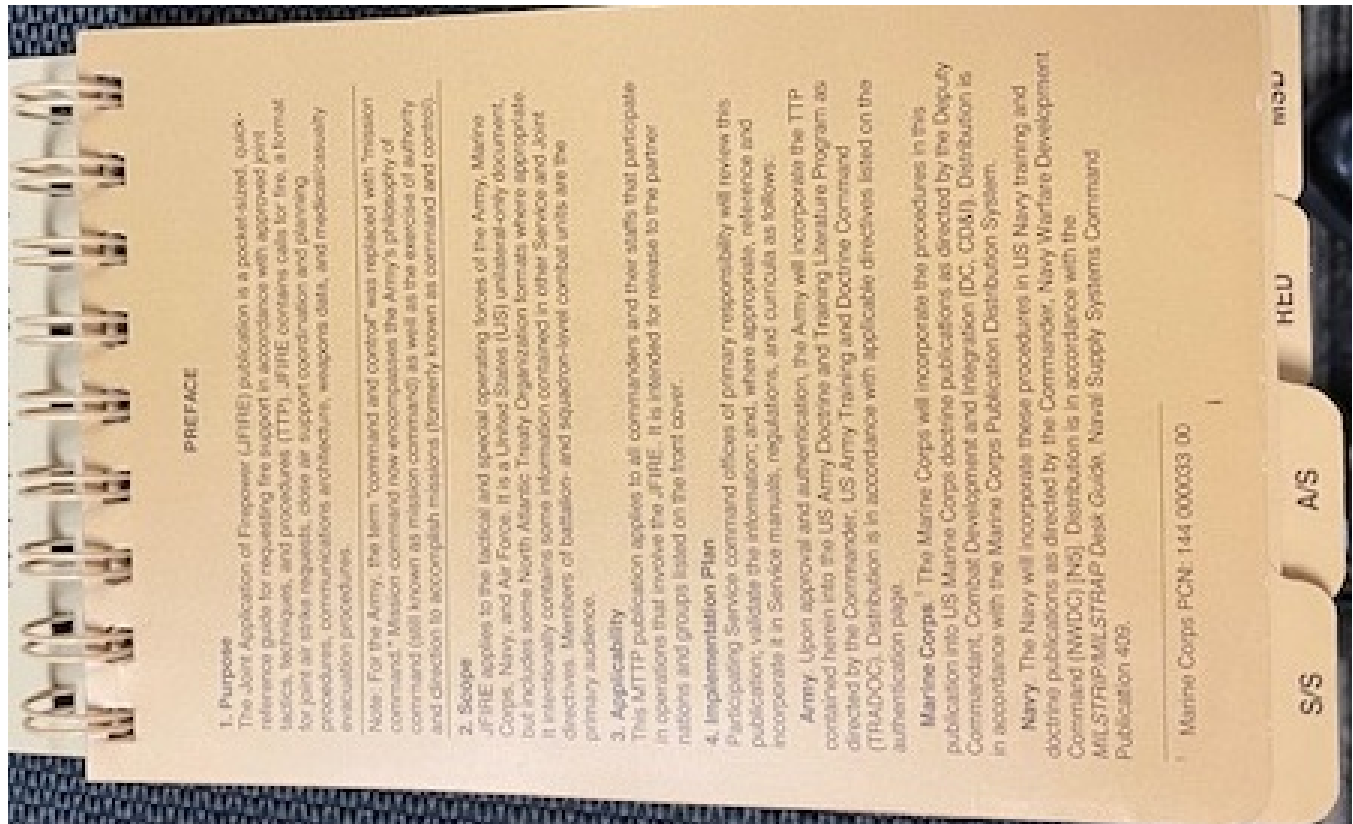 PREFACE
1. Purpose
The Joint Application of Firepower (JFIRE) publication is a pocket-sized, quick-
reference guide for requesting fire support in accordance with approved joint
tactics, techniques, and procedures (TTP). JFIRE contains calls for fire, a format
for joint air strike requests, close air support coordination and planning
procedures, communications architecture, weapons data, and medical/casualty
evacuation procedures.
Note: For the Army, the term "command and control" was replaced with "mission
command." Mission command now encompasses the Army's philosophy of
command (still known as mission command) as well as the exercise of authority
and direction to accomplish missions (formerly known as command and control).
2. Scope
JFIRE applies to the tactical and special operating forces of the Army, Marine
Corps, Navy, and Air Force. It is a United States (US) unilateral-only document,
but includes some North Atlantic Treaty Organization formats where appropriate.
It intentionally contains some information contained in other Service and Joint
directives. Members of battalion- and squadron-level combat units are the
primary audience.
3. Applicability
This MTTP publication applies to all commanders and their staffs that participate
in operations that involve the JFIRE. It is intended for release to the partner
nations and groups listed on the front cover.
4. Implementation Plan
Participating Service command offices of primary responsibility will review this
publication; validate the information; and, where appropriate, reference and
incorporate it in Service manuals, regulations, and curricula as follows:
Army. Upon approval and authentication, the Army will incorporate the TTP
contained herein into the US Army Doctrine and Training Literature Program as
directed by the Commander, US Army Training and Doctrine Command
(TRADOC). Distribution is in accordance with applicable directives listed on the
authentication page.
Marine Corps.¹ The Marine Corps will incorporate the procedures in this
publication into US Marine Corps doctrine publications as directed by the Deputy
Commandant, Combat Development and Integration (DC, CD&I). Distribution is
in accordance with the Marine Corps Publication Distribution System.
Navy. The Navy will incorporate these procedures in US Navy training and
doctrine publications as directed by the Commander, Navy Warfare Development
Command (NWDC) [N5]. Distribution is in accordance with the
MILSTRIP/MILSTRAP Desk Guide, Naval Supply Systems Command
Publication 409.
¹ Marine Corps PCN: 144 000033 00
i
S/S
A/S
RED
MSD